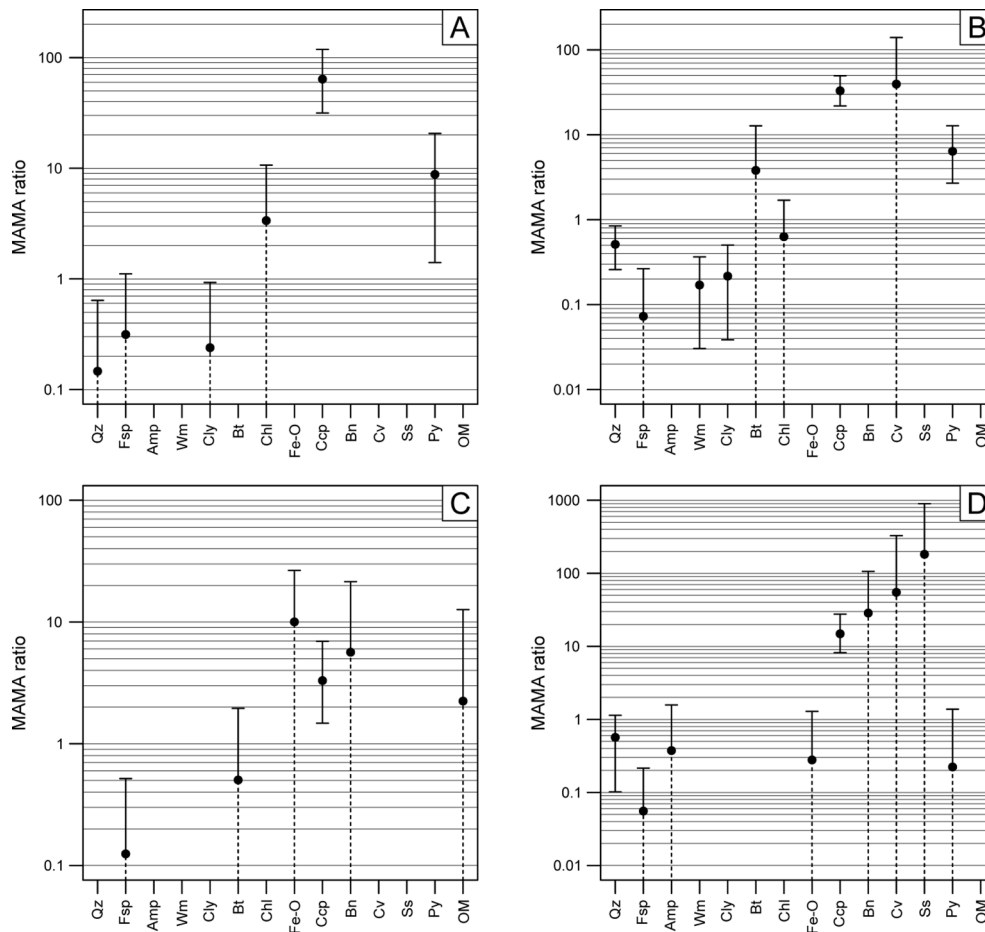 A
MAMA ratio
100
10
1
0.1
Qz Fsp Amp Wm Cly Bt Chl Fe-O Ccp Bn Cv Ss Py OM
B
MAMA ratio
100
10
1
0.1
0.01
Qz Fsp Amp Wm Cly Bt Chl Fe-O Ccp Bn Cv Ss Py OM
C
MAMA ratio
100
10
1
0.1
Qz Fsp Amp Wm Cly Bt Chl Fe-O Ccp Bn Cv Ss Py OM
D
MAMA ratio
1000
100
10
1
0.1
0.01
Qz Fsp Amp Wm Cly Bt Chl Fe-O Ccp Bn Cv Ss Py OM